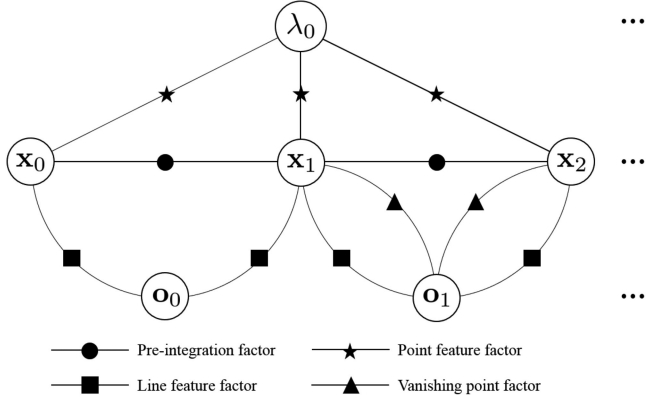 λ₀ ...
x₀ x₁ x₂ ...
o₀ o₁ ...
Pre-integration factor Point feature factor
Line feature factor Vanishing point factor